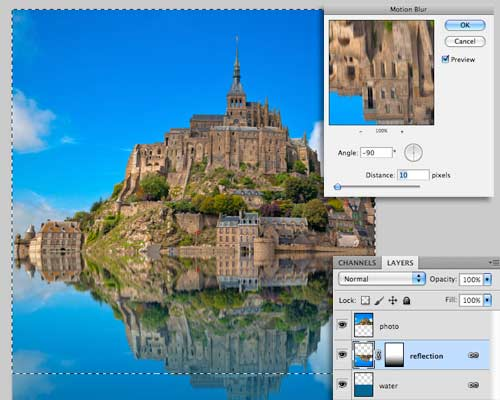 Motion Blur
OK
Cancel
Preview
100%
Angle: -90 °
Distance: 10 pixels
CHANNELS LAYERS
Normal Opacity: 100%
Lock: Fill: 100%
photo
reflection
water